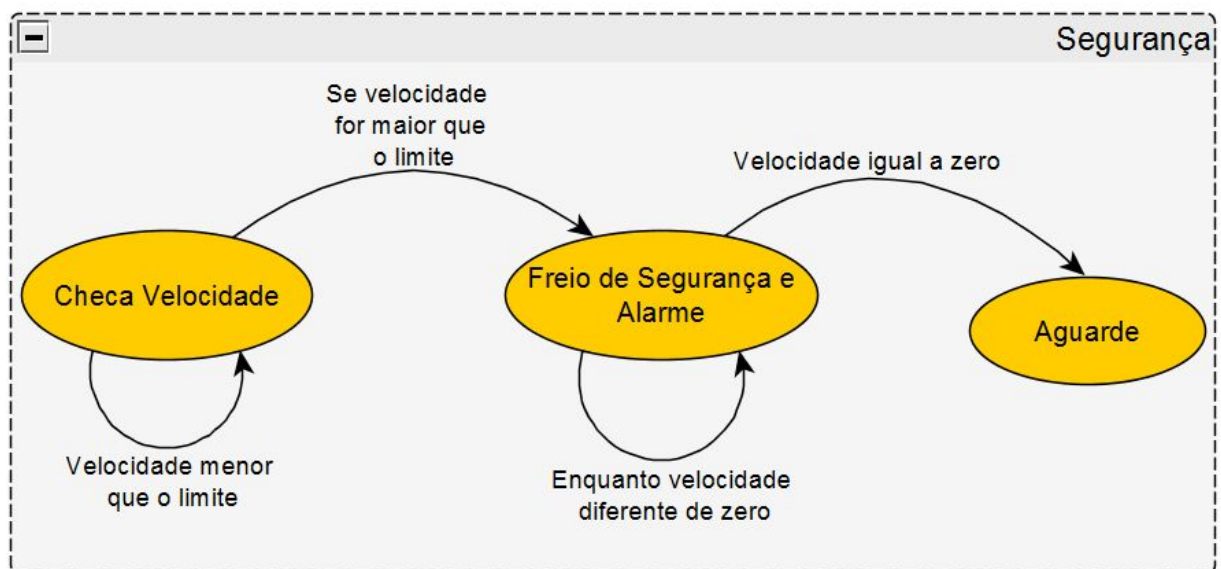 Segurança
Se velocidade
for maior que
o limite
Velocidade igual a zero
Checa Velocidade
Freio de Segurança e
Alarme
Aguarde
Velocidade menor
que o limite
Enquanto velocidade
diferente de zero